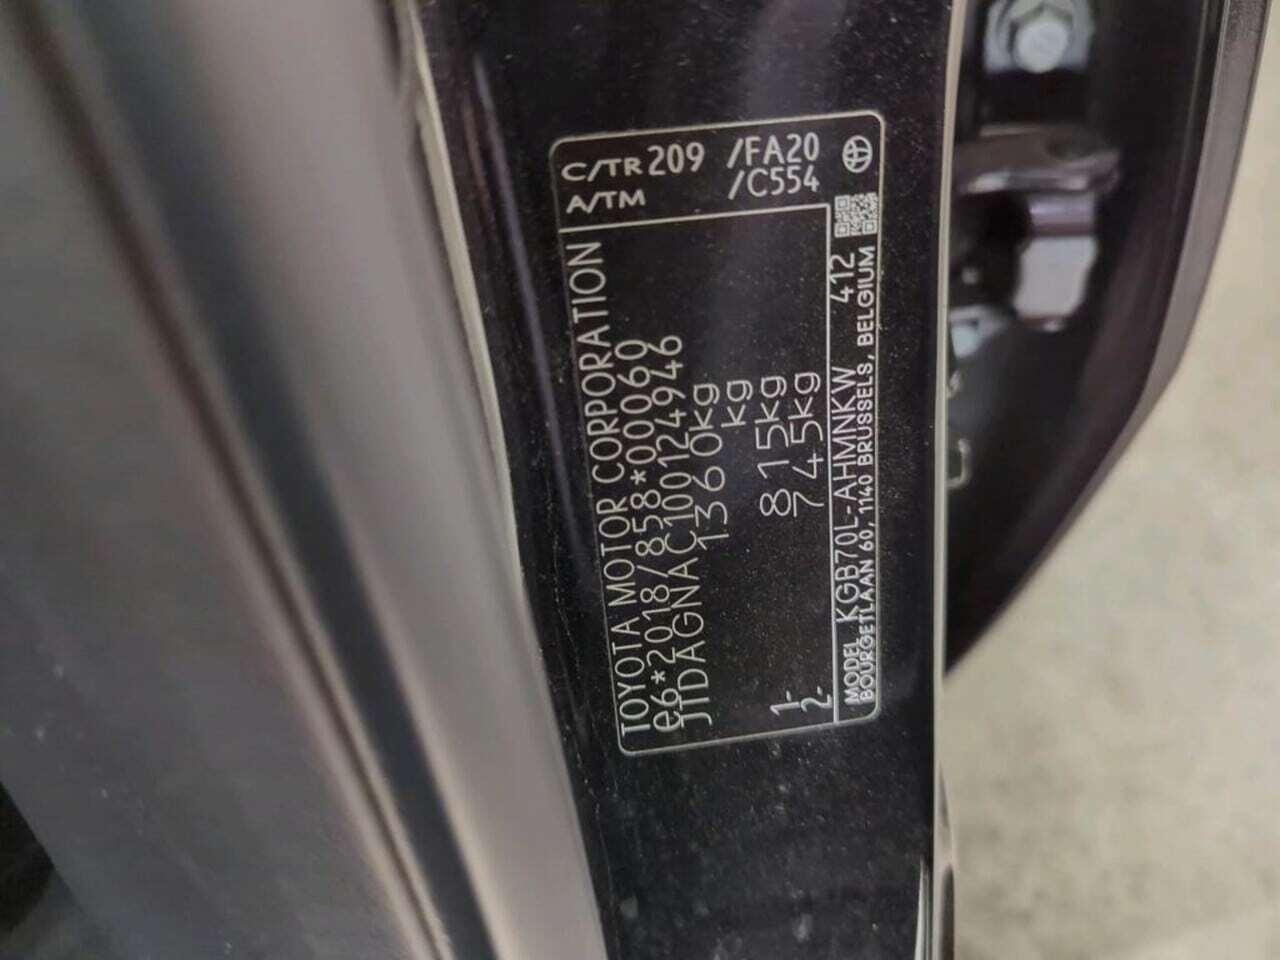 C/TR 209 /FA20
A/TM /C554
TOYOTA MOTOR CORPORATION
e6*2018/858*00069
JTDAGNAC100124946
1360kg
kg
1- 815kg
2- 745kg
MODEL KGB70L-AHMNKW 412
BOURGETLAAN 60, 1140 BRUSSELS, BELGIUM